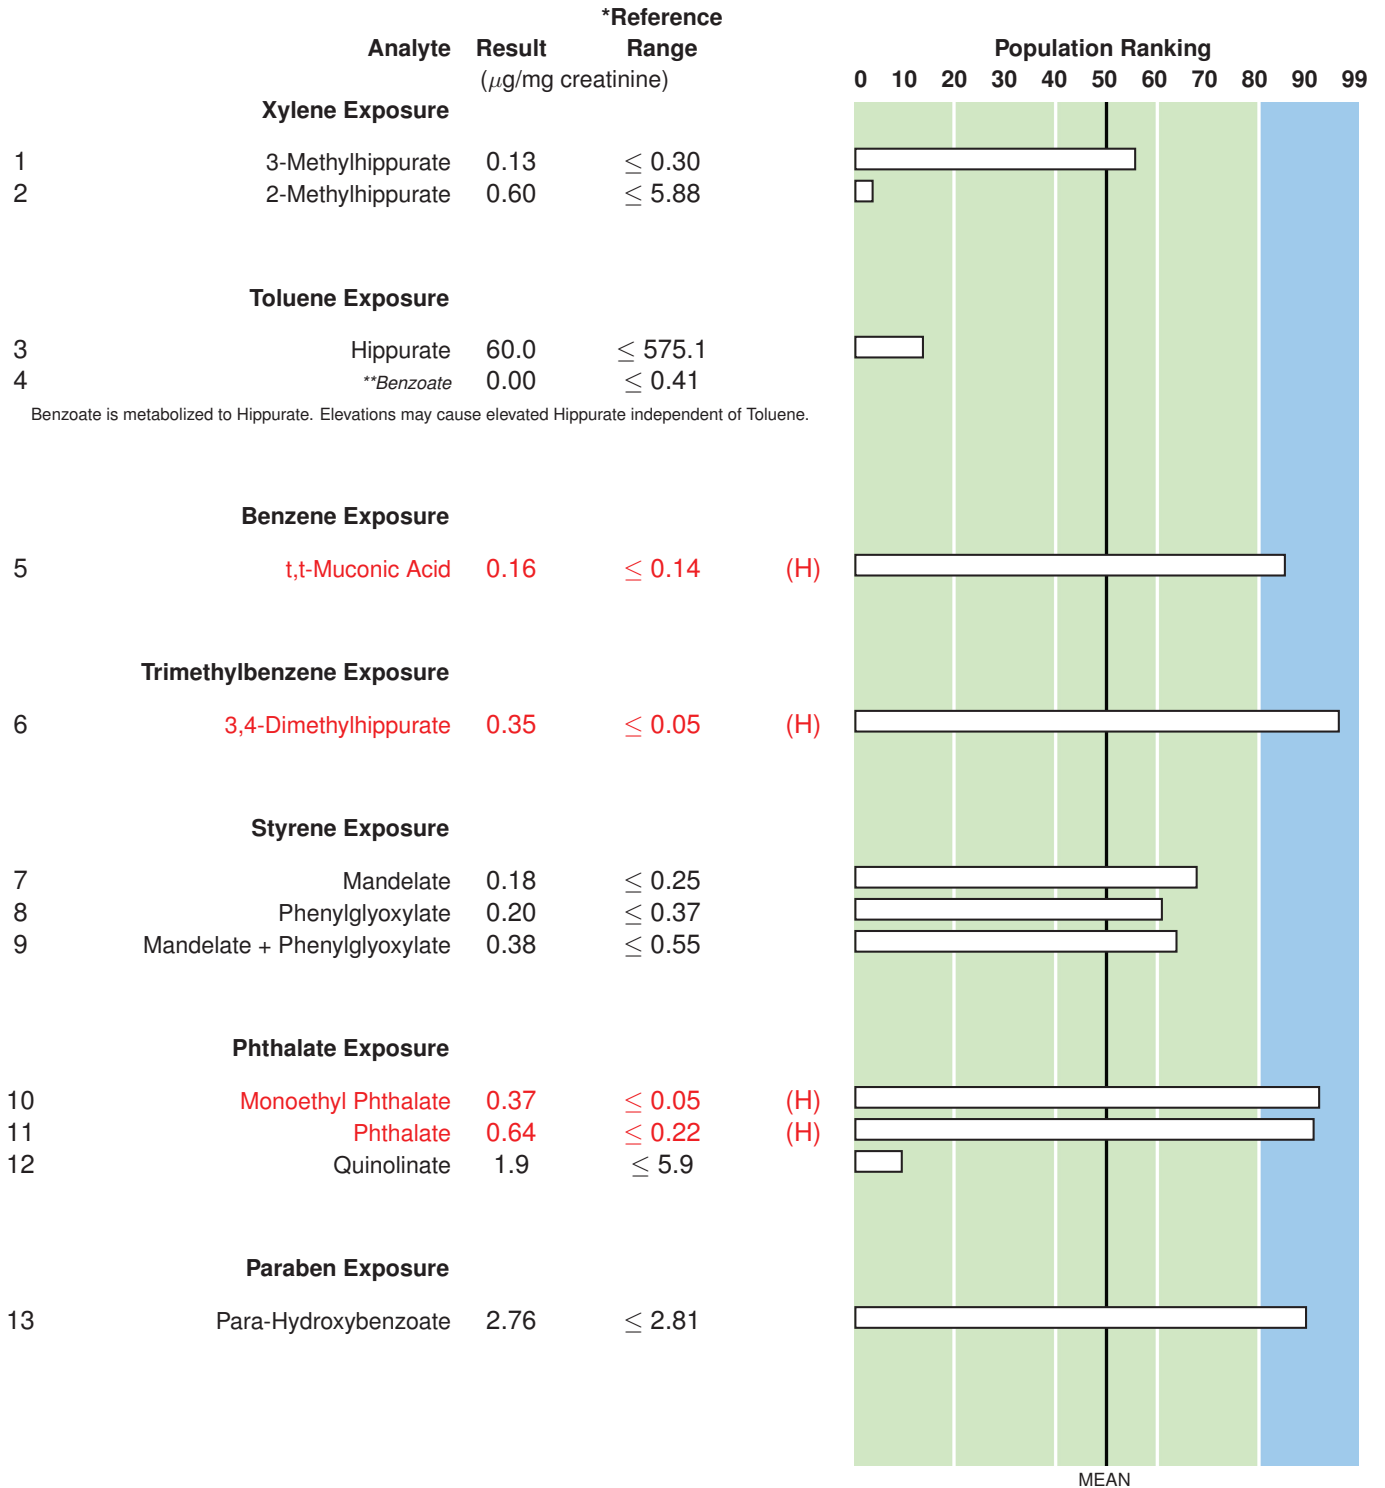 *Reference
Analyte Result Range Population Ranking
(μg/mg creatinine) 0 10 20 30 40 50 60 70 80 90 99
Xylene Exposure
1 3-Methylhippurate 0.13 ≤ 0.30
2 2-Methylhippurate 0.60 ≤ 5.88
Toluene Exposure
3 Hippurate 60.0 ≤ 575.1
4 **Benzoate 0.00 ≤ 0.41
Benzoate is metabolized to Hippurate. Elevations may cause elevated Hippurate independent of Toluene.
Benzene Exposure
5 t,t-Muconic Acid 0.16 ≤ 0.14 (H)
Trimethylbenzene Exposure
6 3,4-Dimethylhippurate 0.35 ≤ 0.05 (H)
Styrene Exposure
7 Mandelate 0.18 ≤ 0.25
8 Phenylglyoxylate 0.20 ≤ 0.37
9 Mandelate + Phenylglyoxylate 0.38 ≤ 0.55
Phthalate Exposure
10 Monoethyl Phthalate 0.37 ≤ 0.05 (H)
11 Phthalate 0.64 ≤ 0.22 (H)
12 Quinolinate 1.9 ≤ 5.9
Paraben Exposure
13 Para-Hydroxybenzoate 2.76 ≤ 2.81
MEAN